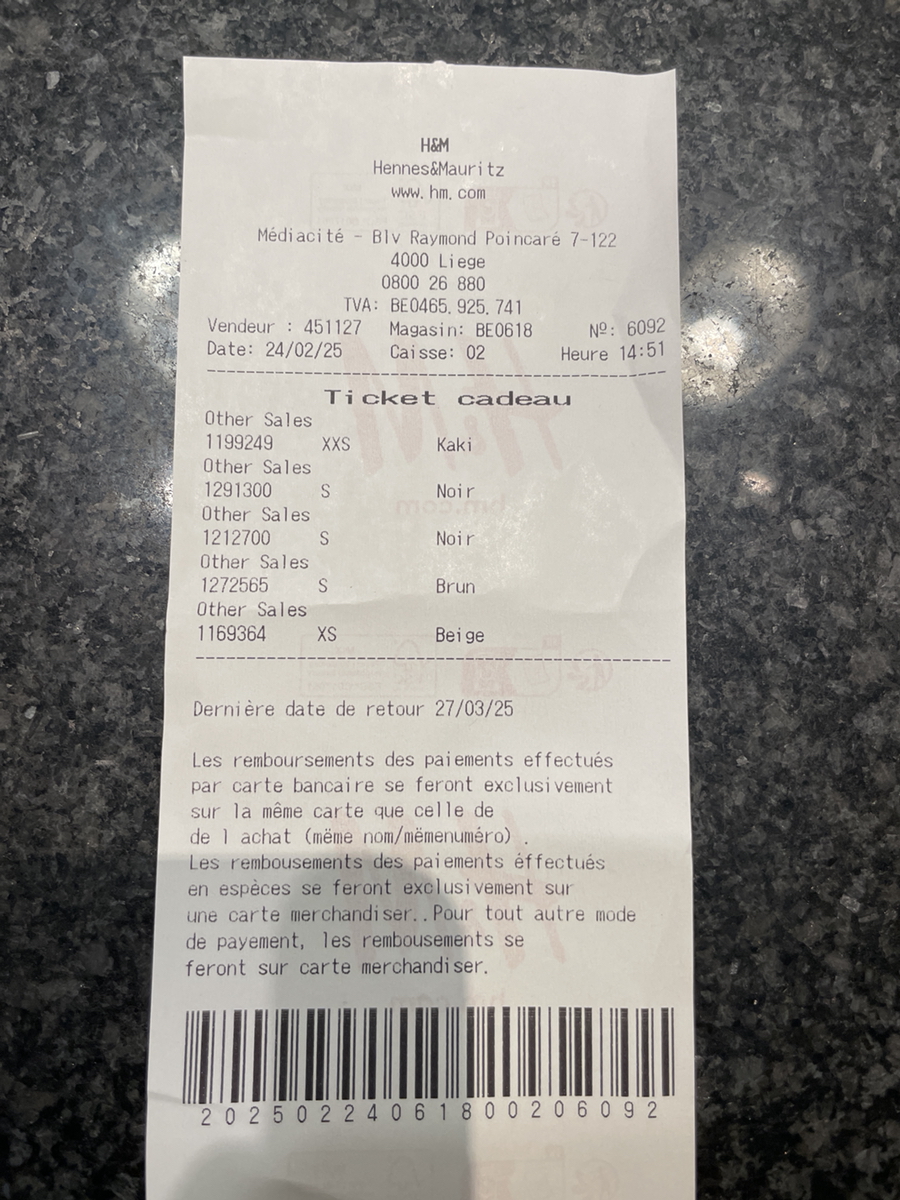 H&M
Hennes&Mauritz
www.hm.com
Médiacité - Blv Raymond Poincaré 7-122
4000 Liege
0800 26 880
TVA: BE0465.925.741
Vendeur : 451127 Magasin: BE0618 Nº: 6092
Date: 24/02/25 Caisse: 02 Heure 14:51
Ticket cadeau
Other Sales
1199249 XXS Kaki
Other Sales
1291300 S Noir
Other Sales
1212700 S Noir
Other Sales
1272565 S Brun
Other Sales
1169364 XS Beige
Dernière date de retour 27/03/25
Les remboursements des paiements effectués
par carte bancaire se feront exclusivement
sur la même carte que celle de
de l achat (mëme nom/mëmenuméro) .
Les rembousements des paiements éffectués
en espèces se feront exclusivement sur
une carte merchandiser..Pour tout autre mode
de payement, les rembousements se
feront sur carte merchandiser.
20250224061800206092